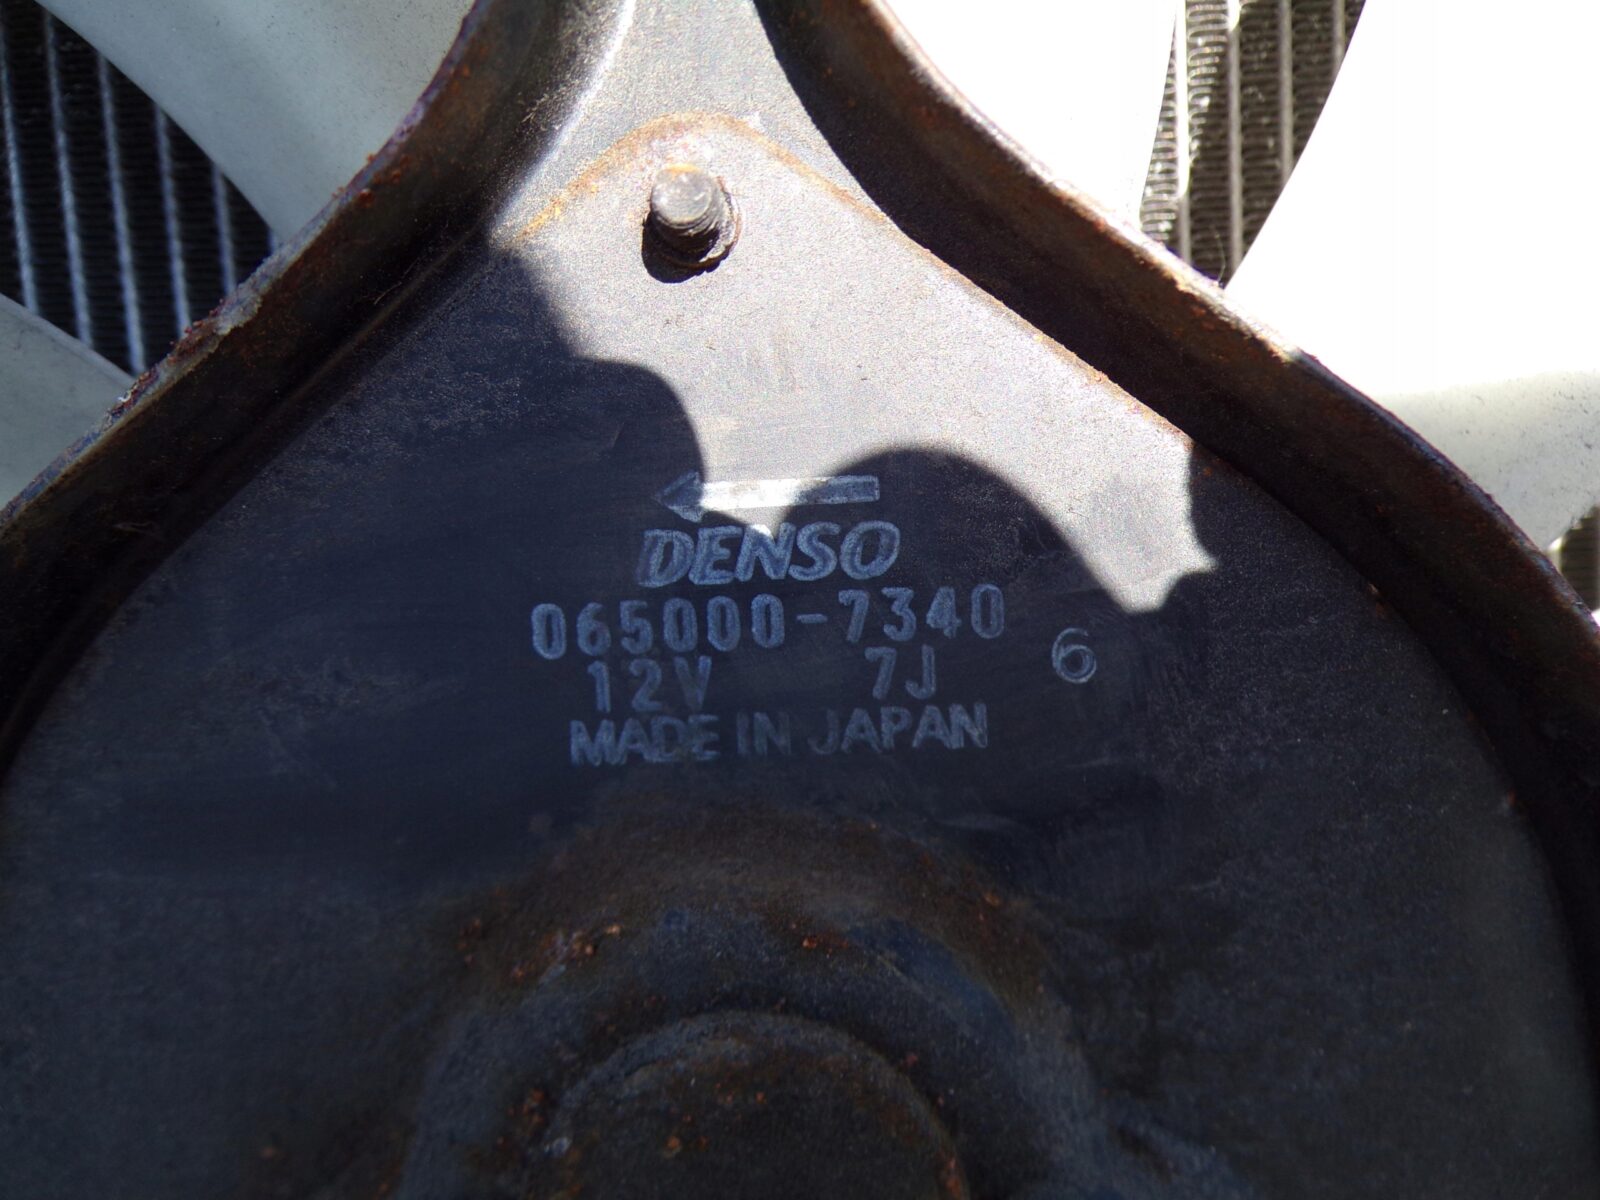 DENSO
065000-7340
12V 7J 6
MADE IN JAPAN